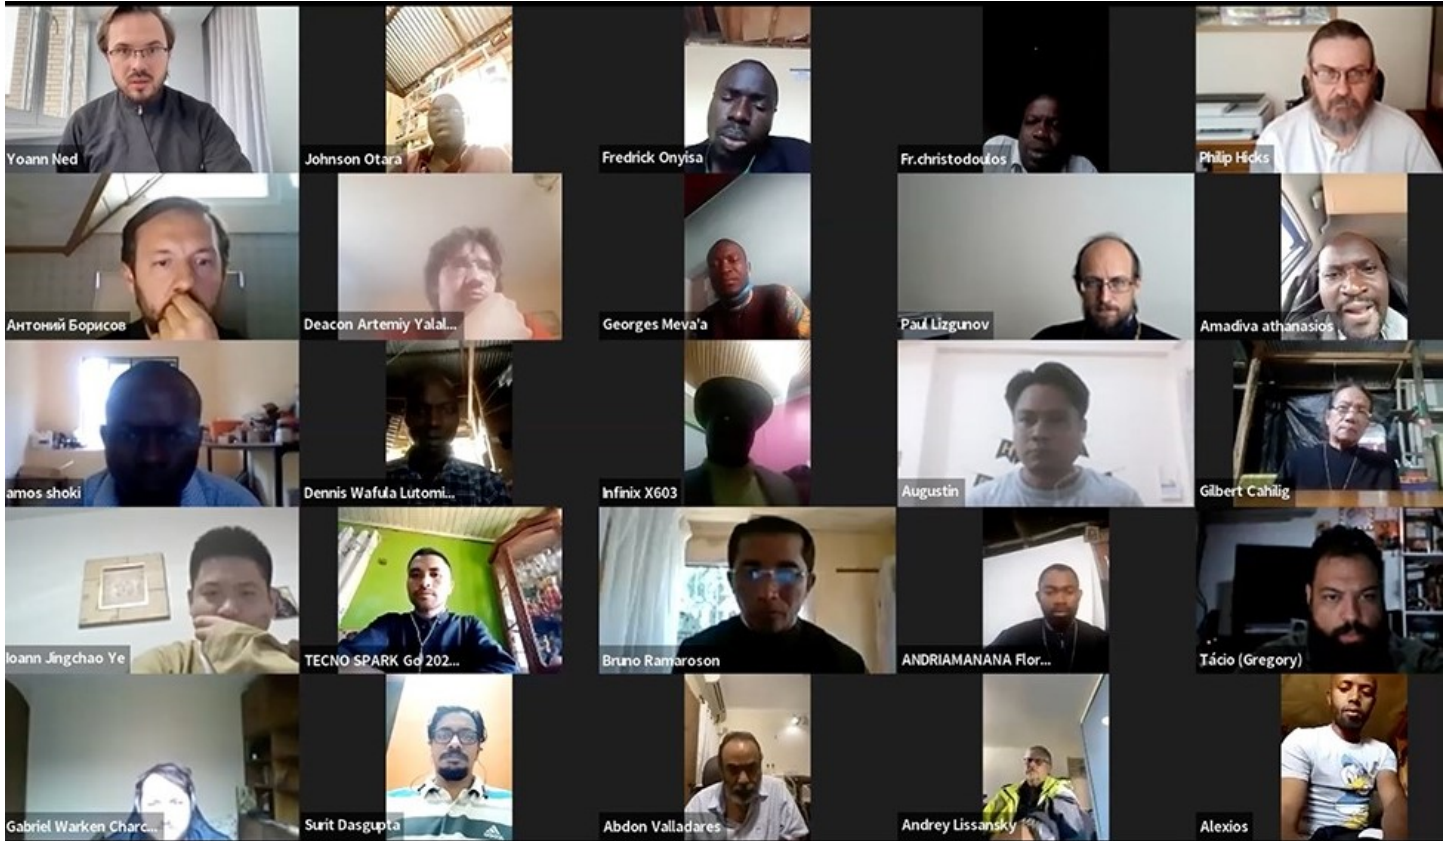 Yoann Ned
Johnson Otara
Fredrick Onyisa
Fr.christodoulos
Philip Hicks
Антоний Борисов
Deacon Artemiy Yalal...
Georges Meva'a
Paul Lizgunov
Amadiva athanasios
amos shoki
Dennis Wafula Lutomi...
Infinix X603
Augustin
Gilbert Cahilig
Ioann Jingchao Ye
TECNO SPARK Go 202...
Bruno Ramaroson
ANDRIAMANANA Flor...
Tácio (Gregory)
Gabriel Warken Charc...
Surit Dasgupta
Abdon Valladares
Andrey Lissansky
Alexios